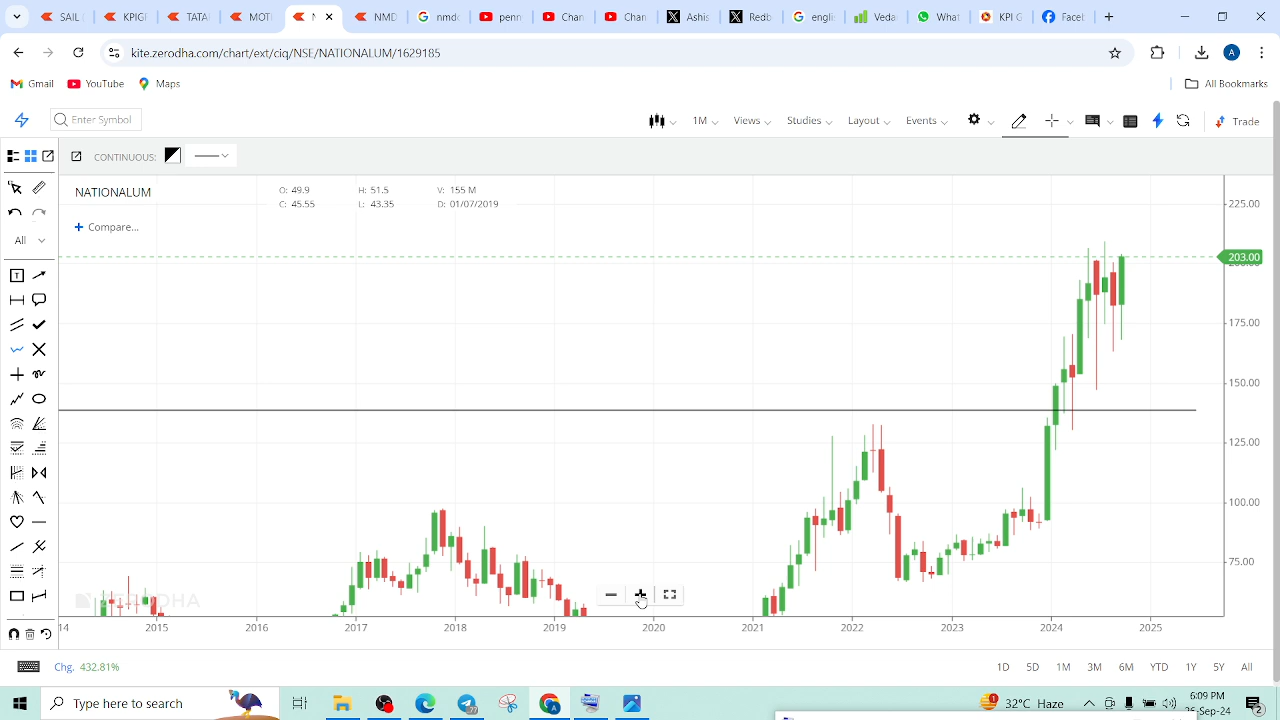 SAIL
KPIG
TATA
MOTI
NMD
nmdc
Chan
Chan
Redb
englis
Veda
What
KPI G
Faceb
kite.zerodha.com/chart/ext/ciq/NSE/NATIONALUM/1629185
A
Gmail YouTube Maps All Bookmarks
Enter Symbol 1M Views Studies Layout Events Trade
CONTINUOUS:
NATIONALUM O: 49.9 H: 51.5 V: 155 M
C: 45.55 L: 43.35 D: 01/07/2019
+ Compare...
All
225.00
203.00
175.00
150.00
125.00
100.00
75.00
ZERODHA
14 2015 2016 2017 2018 2019 2020 2021 2022 2023 2024 2025
Chg. 432.81% 1D 5D 1M 3M 6M YTD 1Y 5Y All
Type here to search 32°C Haze 6:09 PM
-Sep-24